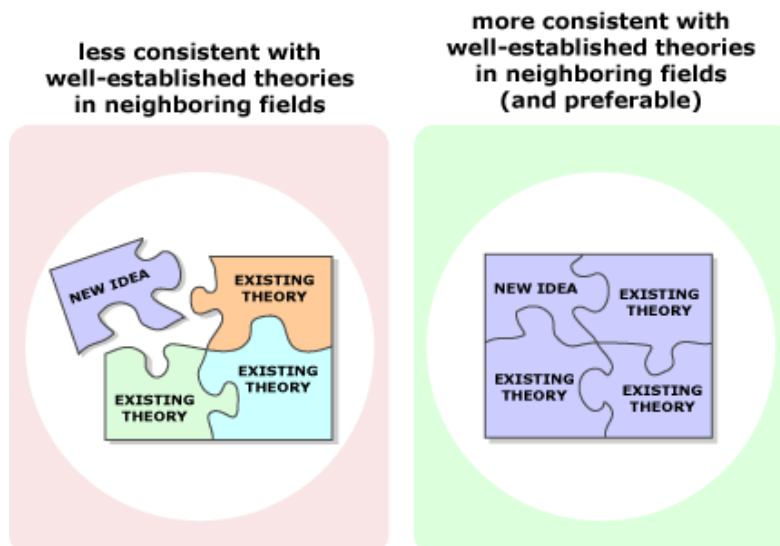 less consistent with
well-established theories
in neighboring fields
more consistent with
well-established theories
in neighboring fields
(and preferable)
NEW IDEA
EXISTING
THEORY
EXISTING
THEORY
EXISTING
THEORY
NEW IDEA
EXISTING
THEORY
EXISTING
THEORY
EXISTING
THEORY